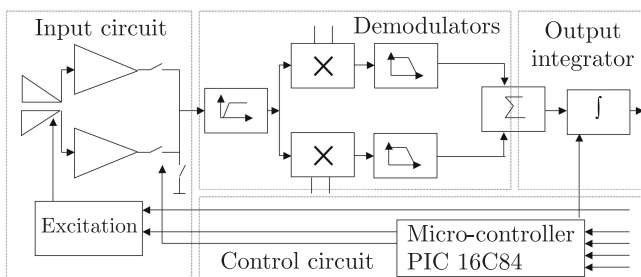 Input circuit
Demodulators
Output
integrator
×
×
Σ
∫
Excitation
Control circuit
Micro-controller
PIC 16C84